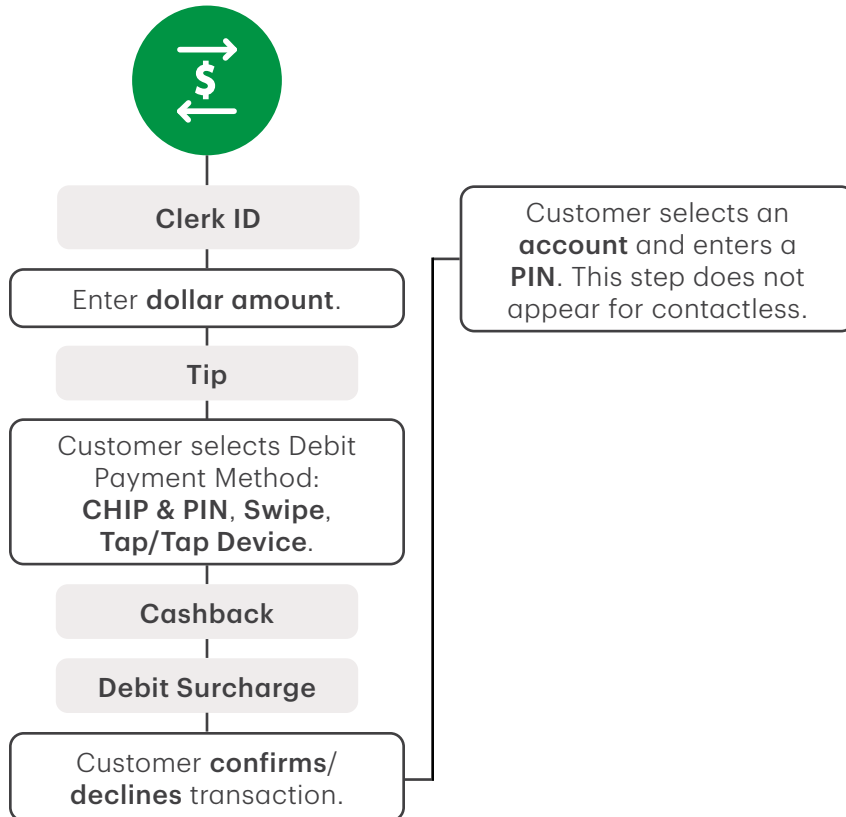 $
Clerk ID
Enter dollar amount.
Tip
Customer selects Debit
Payment Method:
CHIP & PIN, Swipe,
Tap/Tap Device.
Cashback
Debit Surcharge
Customer confirms/
declines transaction.
Customer selects an
account and enters a
PIN. This step does not
appear for contactless.